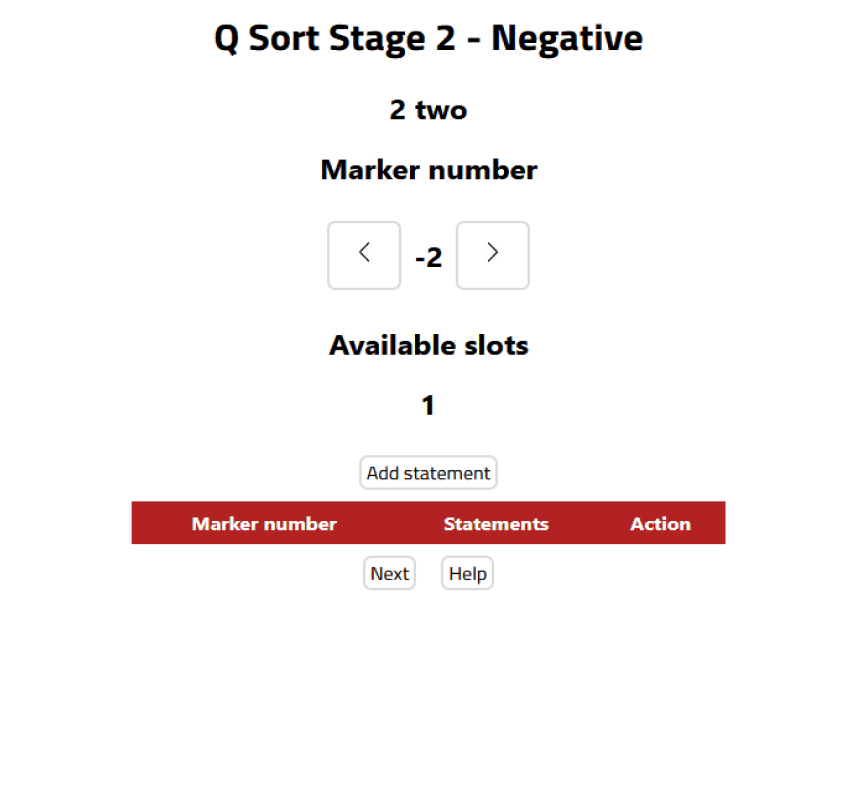 Q Sort Stage 2 - Negative
2 two
Marker number
-2
Available slots
1
Add statement
Marker number Statements Action
Next Help